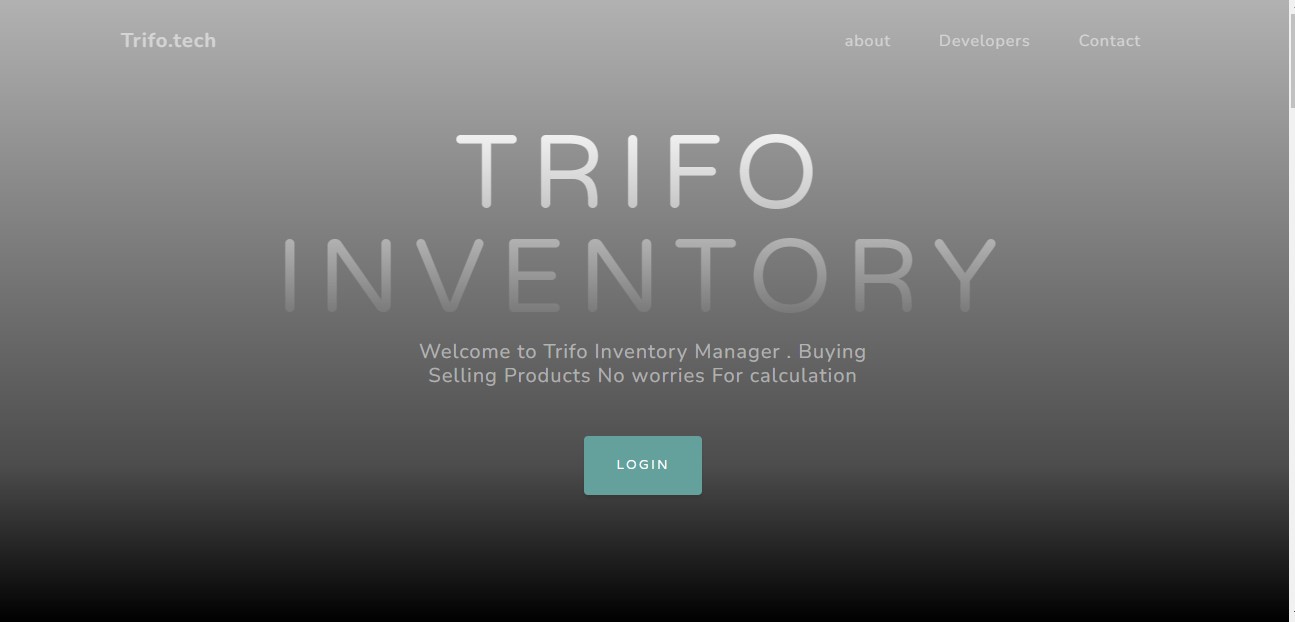 Trifo.tech
about Developers Contact
TRIFO
INVENTORY
Welcome to Trifo Inventory Manager . Buying
Selling Products No worries For calculation
LOGIN